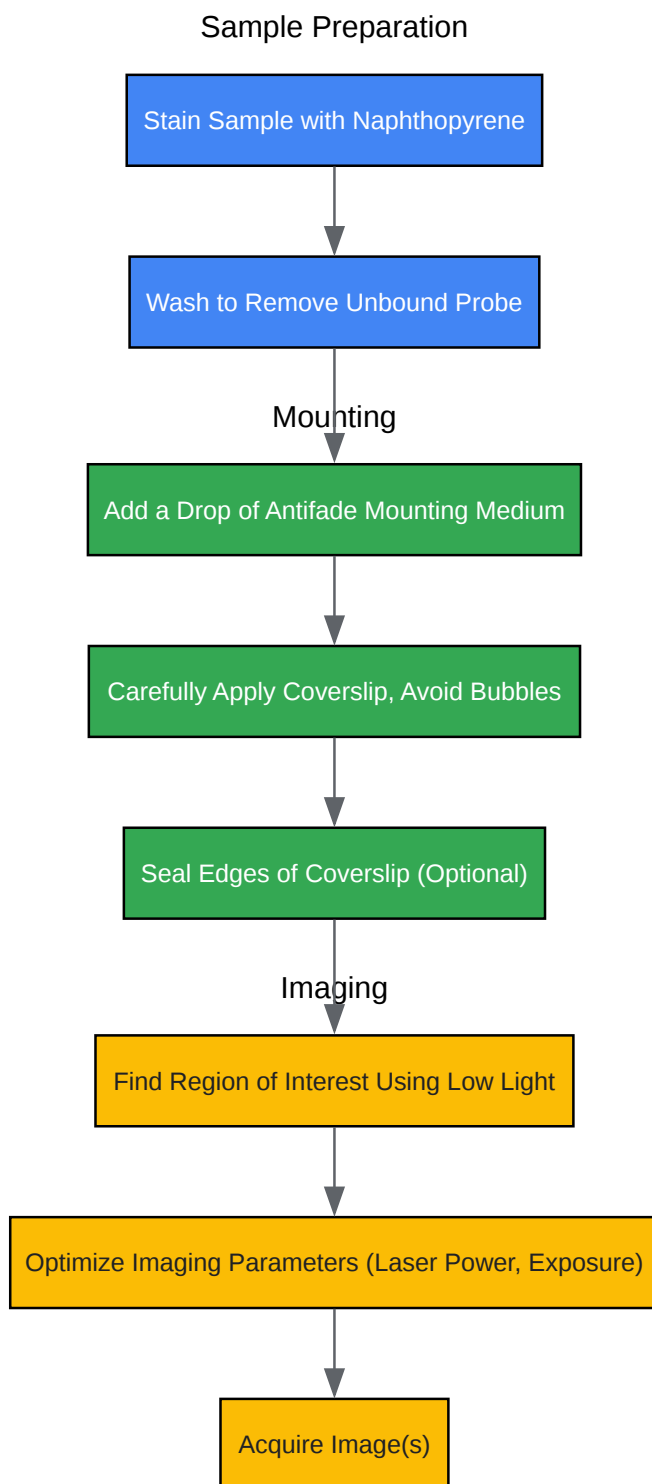 Sample Preparation
Stain Sample with Naphthopyrene
Wash to Remove Unbound Probe
Mounting
Add a Drop of Antifade Mounting Medium
Carefully Apply Coverslip, Avoid Bubbles
Seal Edges of Coverslip (Optional)
Imaging
Find Region of Interest Using Low Light
Optimize Imaging Parameters (Laser Power, Exposure)
Acquire Image(s)